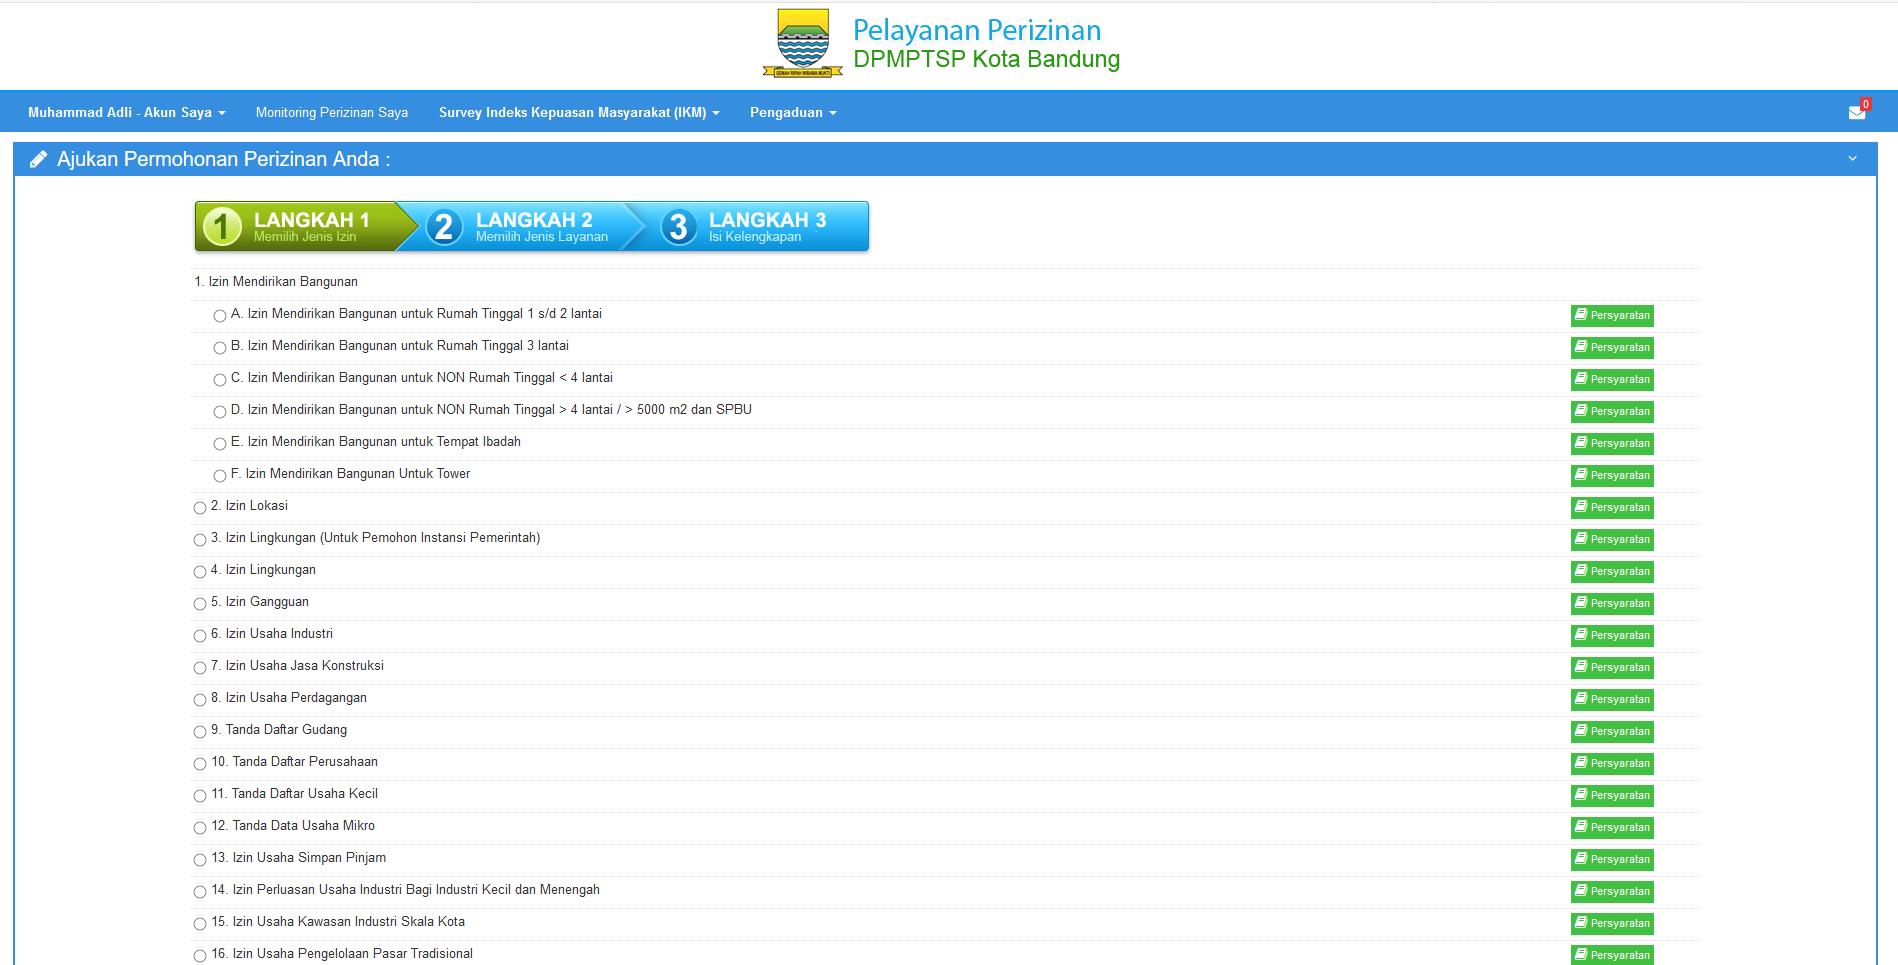 Pelayanan Perizinan
DPMPTSP Kota Bandung
GEMAH RIPAH WIBAWA MUKTI
Muhammad Adli - Akun Saya Monitoring Perizinan Saya Survey Indeks Kepuasan Masyarakat (IKM) Pengaduan 0
Ajukan Permohonan Perizinan Anda :
1 LANGKAH 1 2 LANGKAH 2 3 LANGKAH 3
Memilih Jenis Izin Memilih Jenis Layanan Isi Kelengkapan
1. Izin Mendirikan Bangunan
A. Izin Mendirikan Bangunan untuk Rumah Tinggal 1 s/d 2 lantai Persyaratan
B. Izin Mendirikan Bangunan untuk Rumah Tinggal 3 lantai Persyaratan
C. Izin Mendirikan Bangunan untuk NON Rumah Tinggal < 4 lantai Persyaratan
D. Izin Mendirikan Bangunan untuk NON Rumah Tinggal > 4 lantai / > 5000 m2 dan SPBU Persyaratan
E. Izin Mendirikan Bangunan untuk Tempat Ibadah Persyaratan
F. Izin Mendirikan Bangunan Untuk Tower Persyaratan
2. Izin Lokasi Persyaratan
3. Izin Lingkungan (Untuk Pemohon Instansi Pemerintah) Persyaratan
4. Izin Lingkungan Persyaratan
5. Izin Gangguan Persyaratan
6. Izin Usaha Industri Persyaratan
7. Izin Usaha Jasa Konstruksi Persyaratan
8. Izin Usaha Perdagangan Persyaratan
9. Tanda Daftar Gudang Persyaratan
10. Tanda Daftar Perusahaan Persyaratan
11. Tanda Daftar Usaha Kecil Persyaratan
12. Tanda Data Usaha Mikro Persyaratan
13. Izin Usaha Simpan Pinjam Persyaratan
14. Izin Perluasan Usaha Industri Bagi Industri Kecil dan Menengah Persyaratan
15. Izin Usaha Kawasan Industri Skala Kota Persyaratan
16. Izin Usaha Pengelolaan Pasar Tradisional Persyaratan